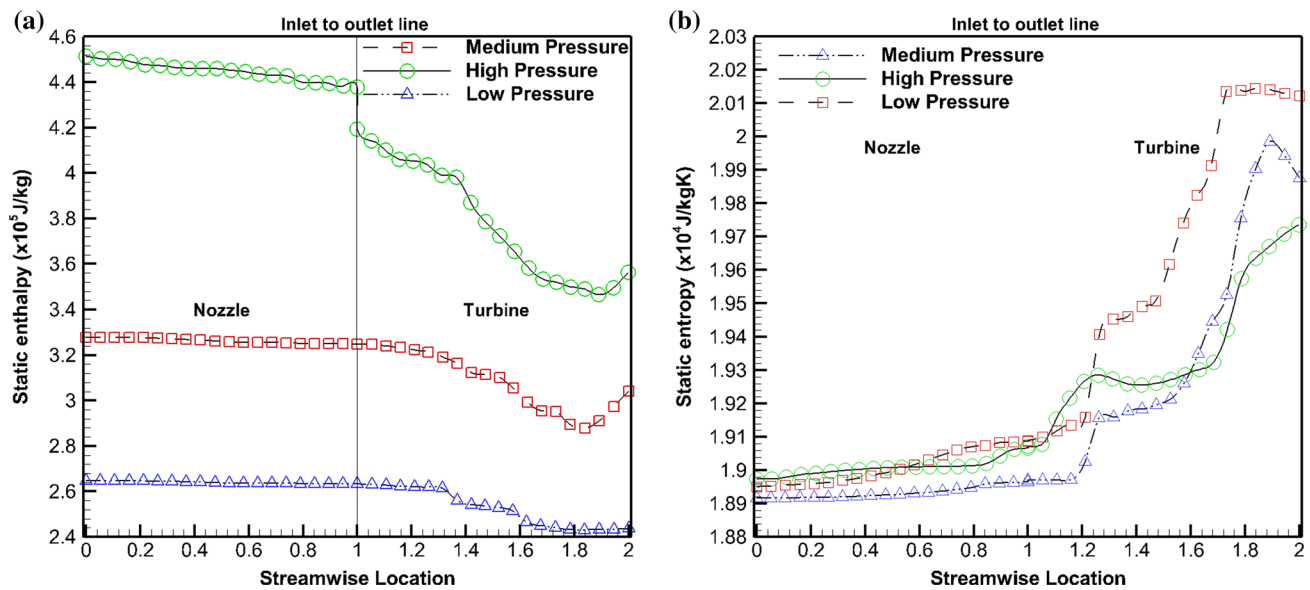 (a)
Inlet to outlet line
4.6
4.4
4.2
4
3.8
3.6
3.4
3.2
3
2.8
2.6
2.4
Static enthalpy (x10⁵J/kg)
Medium Pressure
High Pressure
Low Pressure
Nozzle
Turbine
0 0.2 0.4 0.6 0.8 1 1.2 1.4 1.6 1.8 2
Streamwise Location
(b)
Inlet to outlet line
2.03
2.02
2.01
2
1.99
1.98
1.97
1.96
1.95
1.94
1.93
1.92
1.91
1.9
1.89
1.88
Static entropy (x10⁴J/kgK)
Medium Pressure
High Pressure
Low Pressure
Nozzle
Turbine
0 0.2 0.4 0.6 0.8 1 1.2 1.4 1.6 1.8 2
Streamwise Location